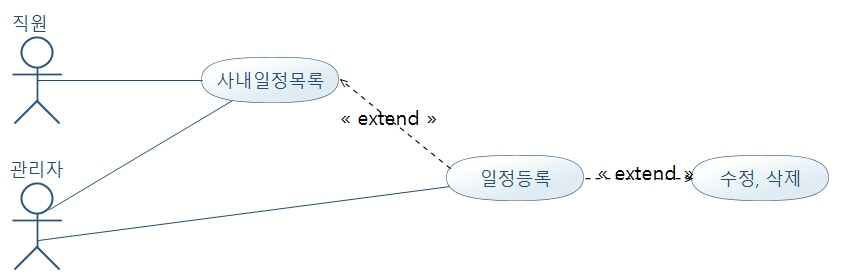 직원
사내일정목록
« extend »
관리자
일정등록
« extend »
수정, 삭제